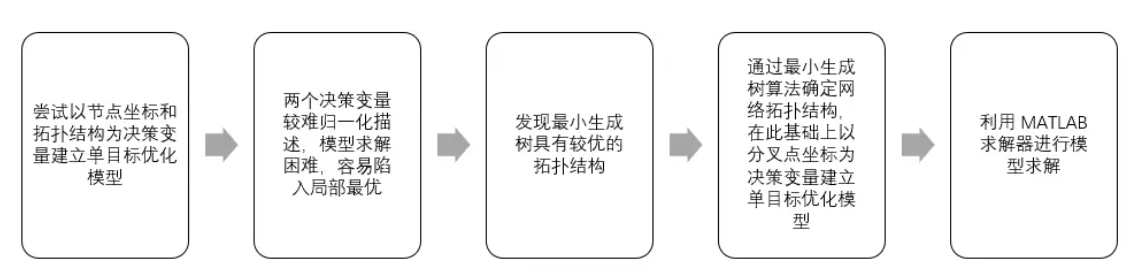 尝试以节点坐标和
拓扑结构为决策变
量建立单目标优化
模型
两个决策变量
较难归一化描
述，模型求解
困难，容易陷
入局部最优
发现最小生成
树具有较优的
拓扑结构
通过最小生成
树算法确定网
络拓扑结构，
在此基础上以
分叉点坐标为
决策变量建立
单目标优化模
型
利用 MATLAB
求解器进行模
型求解